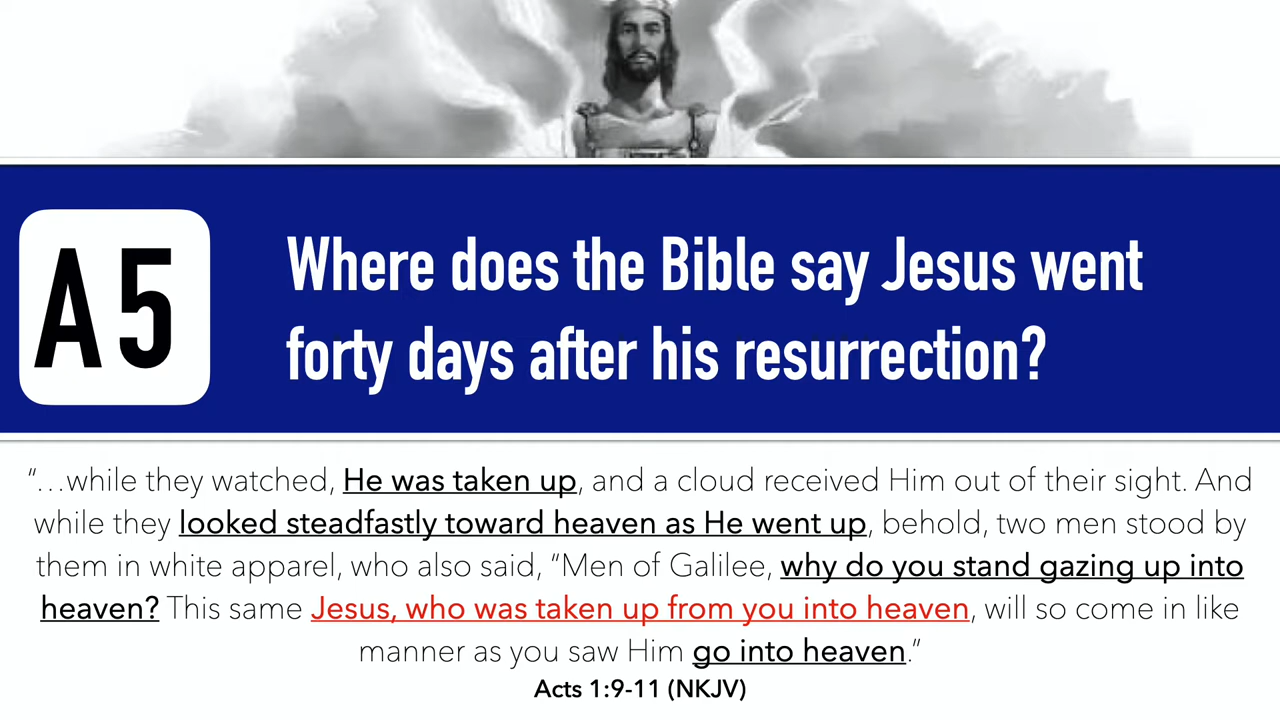 A5
Where does the Bible say Jesus went
forty days after his resurrection?
“…while they watched, He was taken up, and a cloud received Him out of their sight. And
while they looked steadfastly toward heaven as He went up, behold, two men stood by
them in white apparel, who also said, “Men of Galilee, why do you stand gazing up into
heaven? This same Jesus, who was taken up from you into heaven, will so come in like
manner as you saw Him go into heaven.”
Acts 1:9-11 (NKJV)